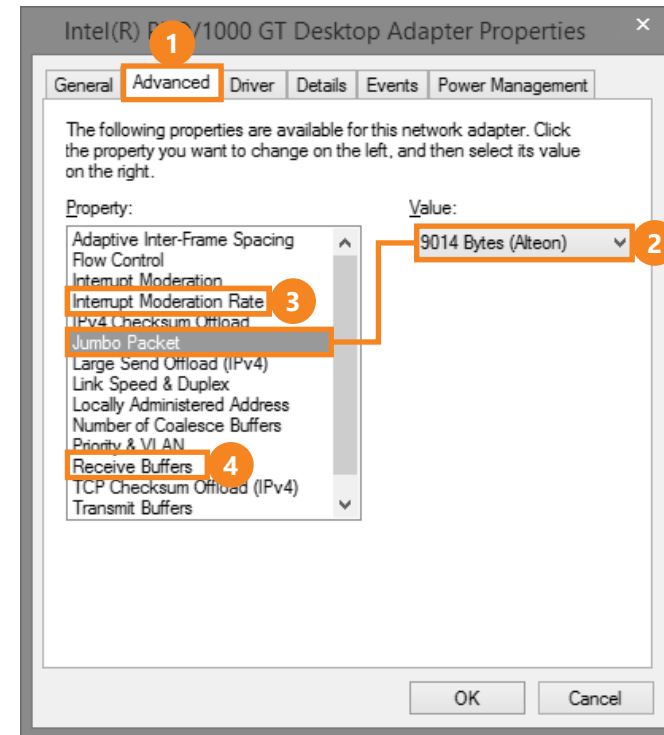 Intel(R) /1000 GT Desktop Adapter Properties
1
General Advanced Driver Details Events Power Management
The following properties are available for this network adapter. Click
the property you want to change on the left, and then select its value
on the right.
Property:
Value:
Adaptive Inter-Frame Spacing
9014 Bytes (Alteon)
2
Flow Control
Interrupt Moderation
Interrupt Moderation Rate
3
IPv4 Checksum Offload
Jumbo Packet
Large Send Offload (IPv4)
Link Speed & Duplex
Locally Administered Address
Number of Coalesce Buffers
Priority & VLAN
Receive Buffers
4
TCP Checksum Offload (IPv4)
Transmit Buffers
OK
Cancel